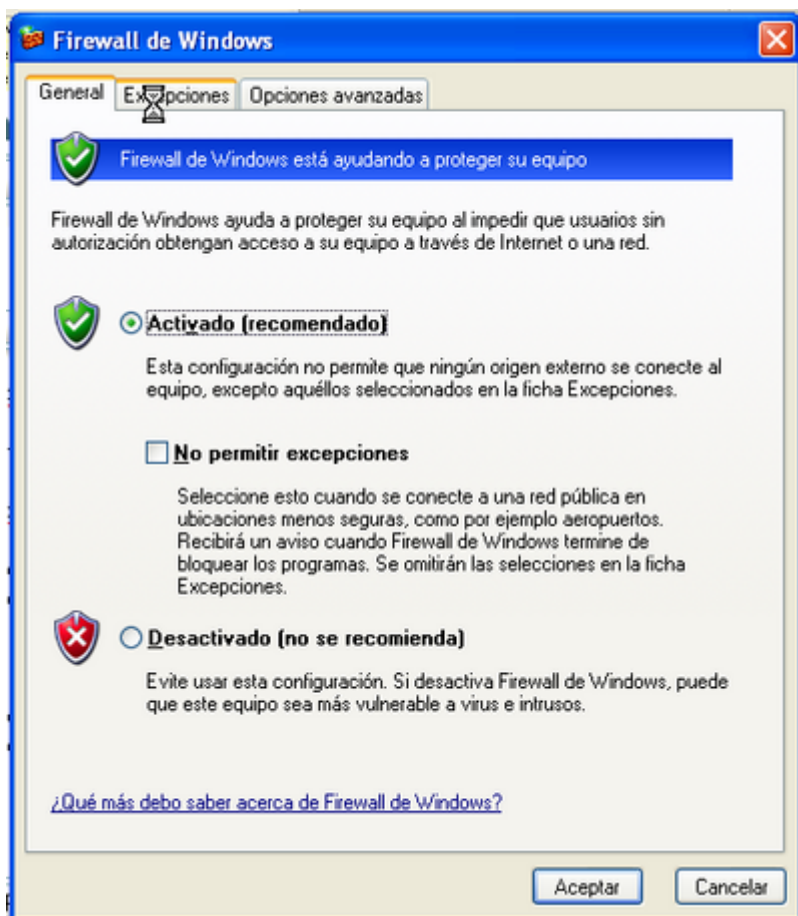 Firewall de Windows
General Excepciones Opciones avanzadas
Firewall de Windows está ayudando a proteger su equipo
Firewall de Windows ayuda a proteger su equipo al impedir que usuarios sin
autorización obtengan acceso a su equipo a través de Internet o una red.
Activado (recomendado)
Esta configuración no permite que ningún origen externo se conecte al
equipo, excepto aquéllos seleccionados en la ficha Excepciones.
No permitir excepciones
Seleccione esto cuando se conecte a una red pública en
ubicaciones menos seguras, como por ejemplo aeropuertos.
Recibirá un aviso cuando Firewall de Windows termine de
bloquear los programas. Se omitirán las selecciones en la ficha
Excepciones.
Desactivado (no se recomienda)
Evite usar esta configuración. Si desactiva Firewall de Windows, puede
que este equipo sea más vulnerable a virus e intrusos.
¿Qué más debo saber acerca de Firewall de Windows?
Aceptar Cancelar